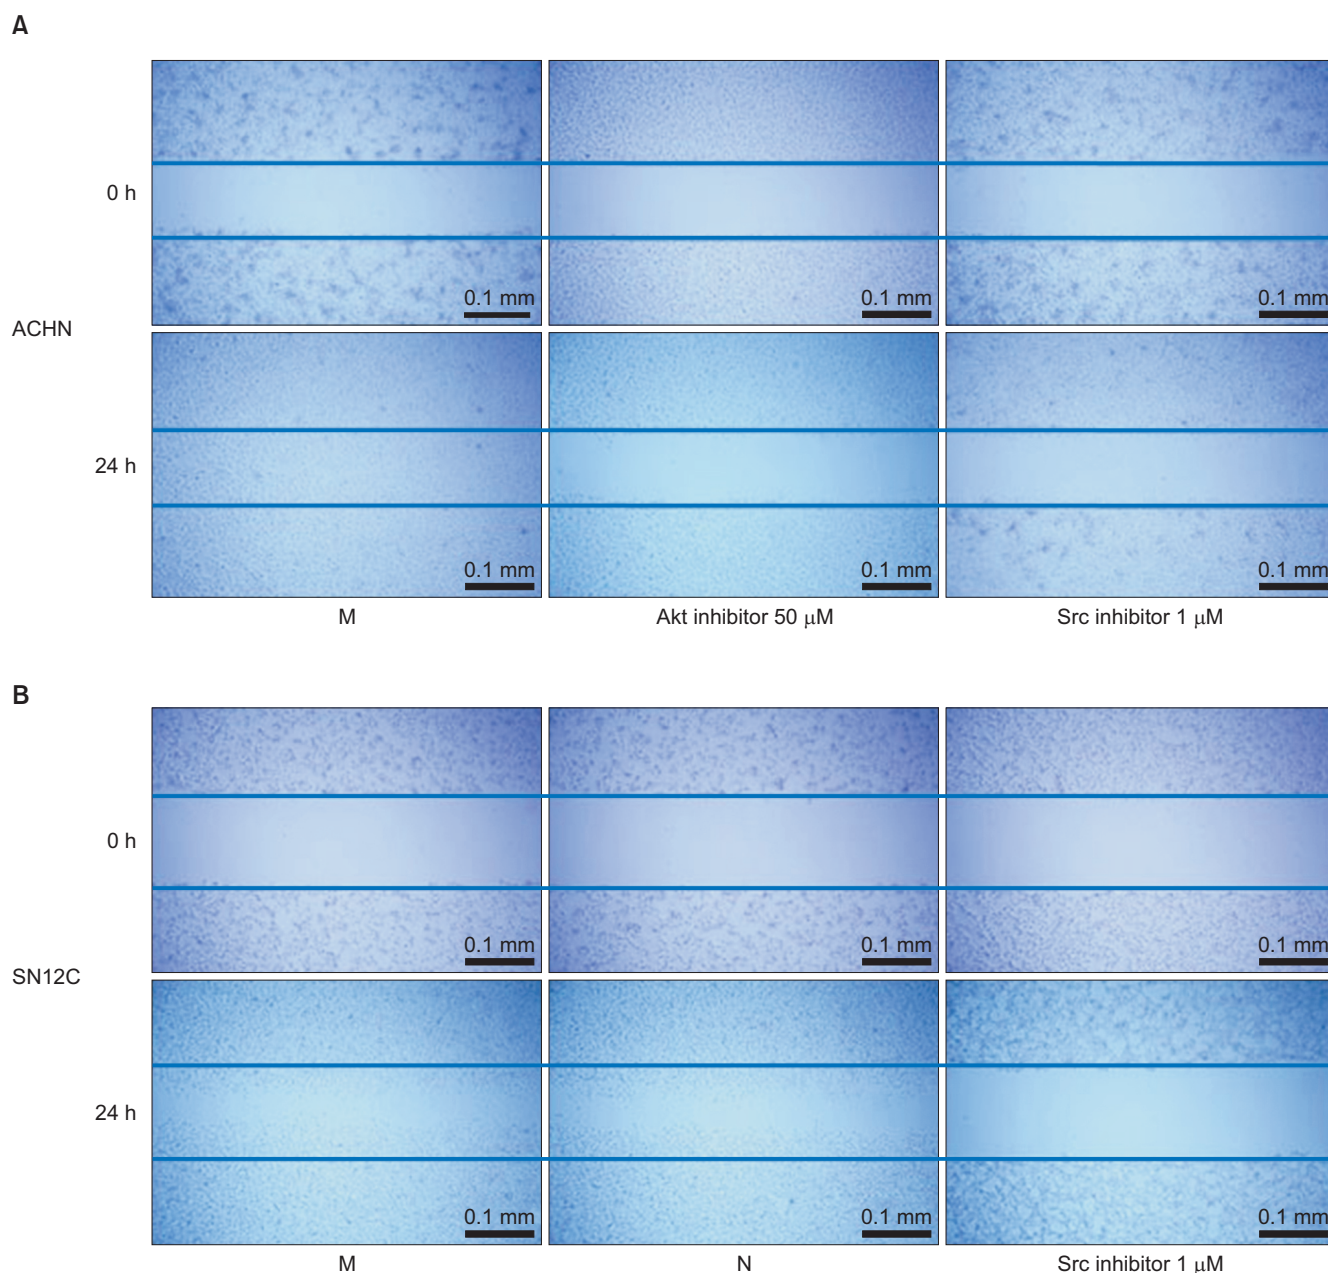 A
0 h
0.1 mm
0.1 mm
0.1 mm
ACHN
24 h
0.1 mm
0.1 mm
0.1 mm
M
Akt inhibitor 50 μM
Src inhibitor 1 μM
B
0 h
0.1 mm
0.1 mm
0.1 mm
SN12C
24 h
0.1 mm
0.1 mm
0.1 mm
M
N
Src inhibitor 1 μM